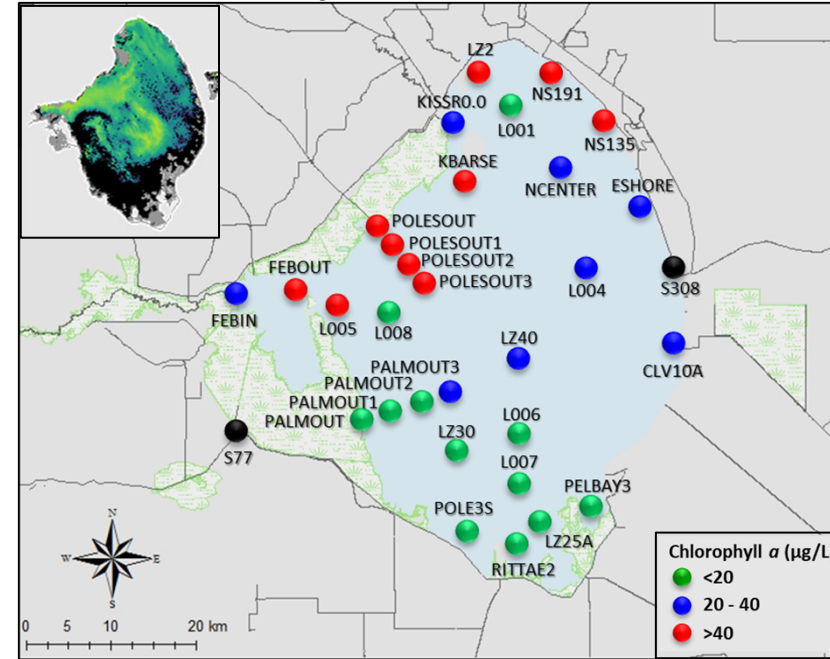 LZ2
NS191
KISSR0.0
L001
NS135
KBARSE
NCENTER
ESHORE
POLESOUT
POLESOUT1
POLESOUT2
POLESOUT3
FEBOUT
L004
S308
FEBIN
L005
L008
LZ40
CLV10A
PALMOUT3
PALMOUT2
PALMOUT1
PALMOUT
L006
S77
LZ30
L007
PELBAY3
POLE3S
LZ25A
RITTAE2
N
W
E
S
0 5 10 20 km
Chlorophyll a (µg/L
<20
20 - 40
>40